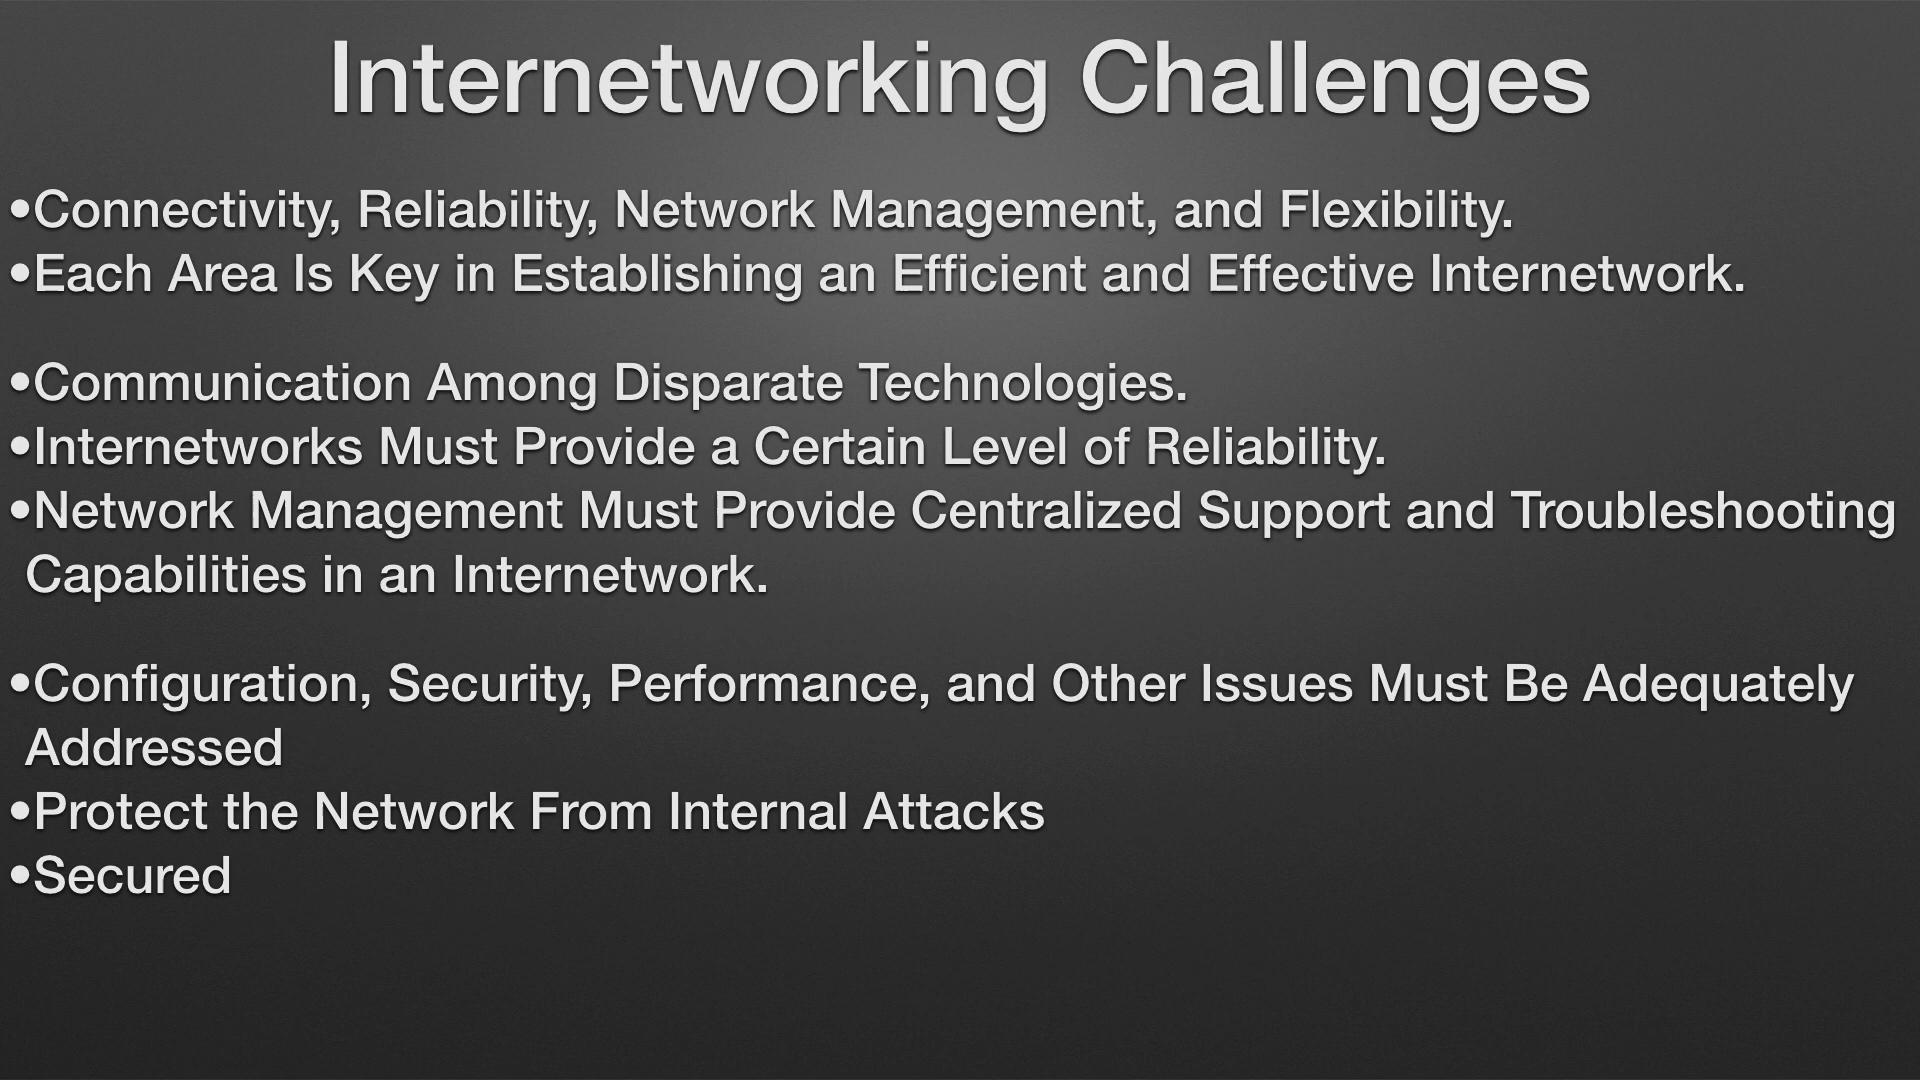 Internetworking Challenges
•Connectivity, Reliability, Network Management, and Flexibility.
•Each Area Is Key in Establishing an Efficient and Effective Internetwork.
•Communication Among Disparate Technologies.
•Internetworks Must Provide a Certain Level of Reliability.
•Network Management Must Provide Centralized Support and Troubleshooting
Capabilities in an Internetwork.
•Configuration, Security, Performance, and Other Issues Must Be Adequately
Addressed
•Protect the Network From Internal Attacks
•Secured